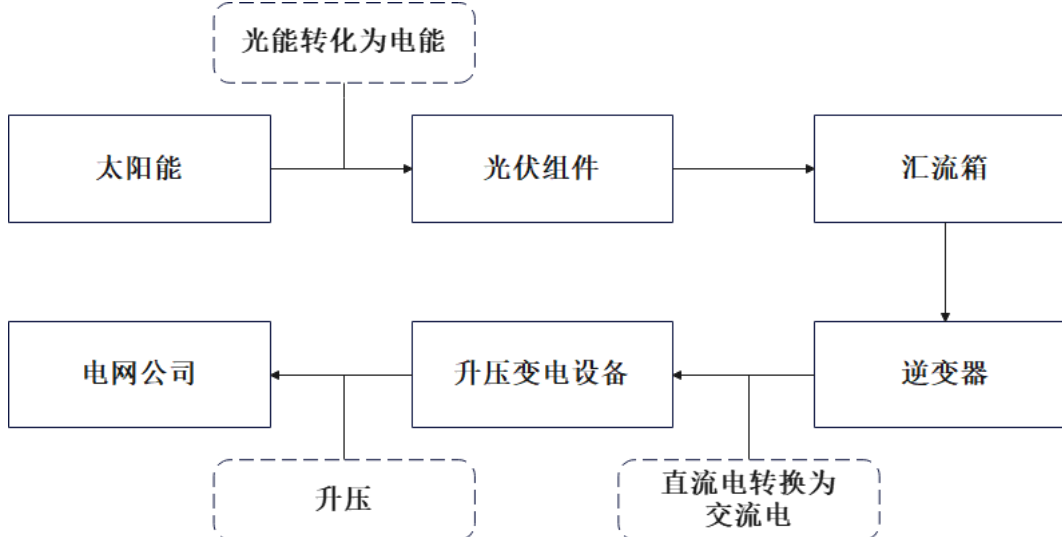 光能转化为电能
太阳能
光伏组件
汇流箱
电网公司
升压变电设备
逆变器
升压
直流电转换为
交流电